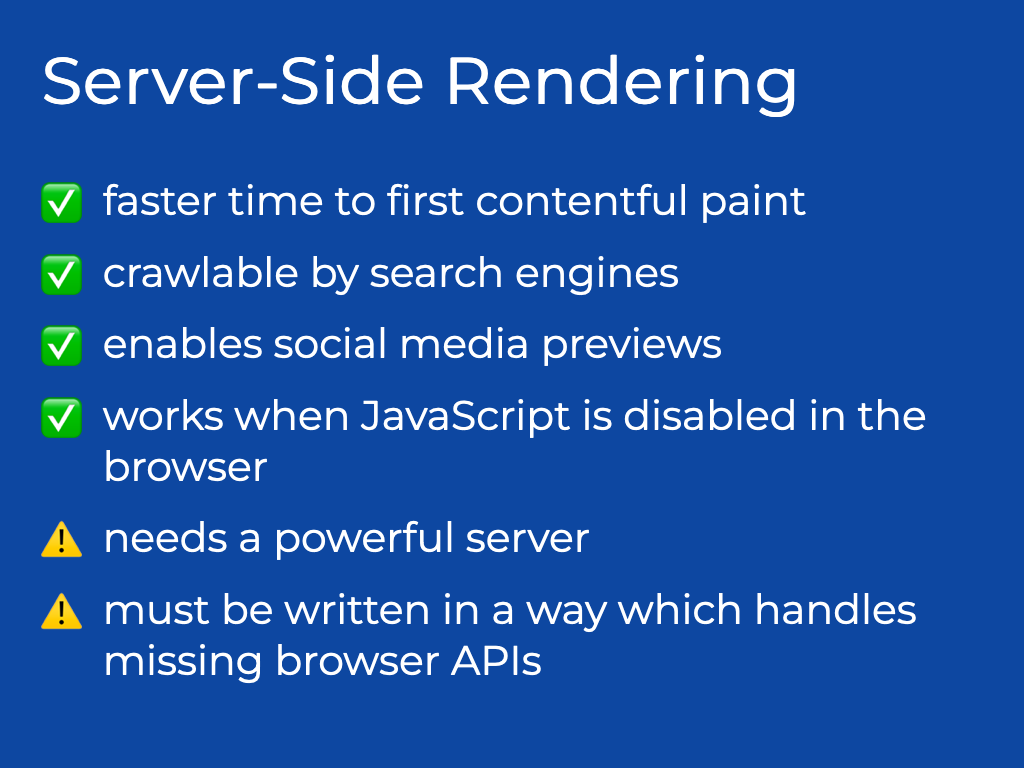 Server-Side Rendering
✅ faster time to first contentful paint
✅ crawlable by search engines
✅ enables social media previews
✅ works when JavaScript is disabled in the
browser
⚠️ needs a powerful server
⚠️ must be written in a way which handles
missing browser APIs